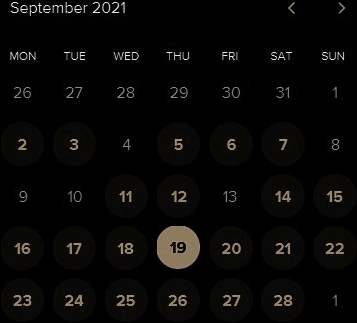 September 2021
MON TUE WED THU FRI SAT SUN
26 27 28 29 30 31 1
2 3 4 5 6 7 8
9 10 11 12 13 14 15
16 17 18 19 20 21 22
23 24 25 26 27 28 1